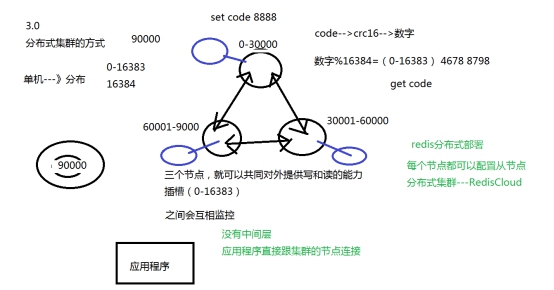 set code 8888
3.0
90000
分布式集群的方式
0-30000
code-->crc16-->数字
0-16383
单机---》分布
16384
数字%16384=（0-16383） 4678 8798
get code
60001-9000
30001-60000
90000
redis分布式部署
每个节点都可以配置从节点
分布式集群---RedisCloud
三个节点，就可以共同对外提供写和读的能力
插槽（0-16383）
之间会互相监控
没有中间层
应用程序直接跟集群的节点连接
应用程序